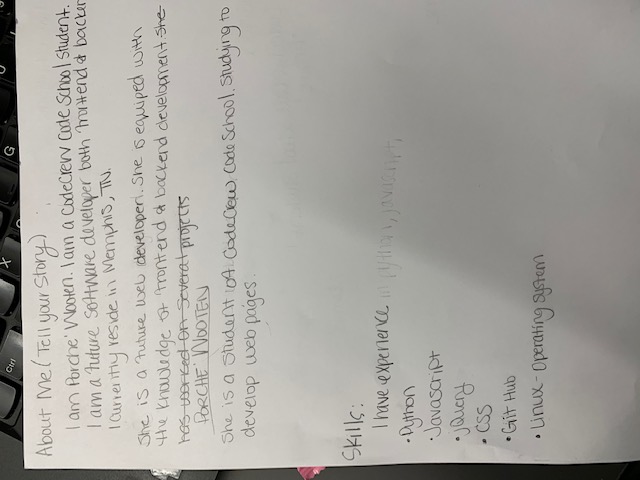 About Me (Tell your Story)
I am Porche' Wooten. I am a CodeCrew Code School Student.
I am a future Software developer both frontend & backen
I currently reside in Memphis, TN.
She is a future web developer. She is equiped with
the knowledge of frontend & backend development. She
has worked on several projects
PORCHE' WOOTEN
She is a student of CodeCrew Code School. Studying to
develop web pages.
Skills:
I have experience in python, javascript,
• Python
• Javascript
• jQuery
• CSS
• Git Hub
• Linux - Operating System
Ctrl
X